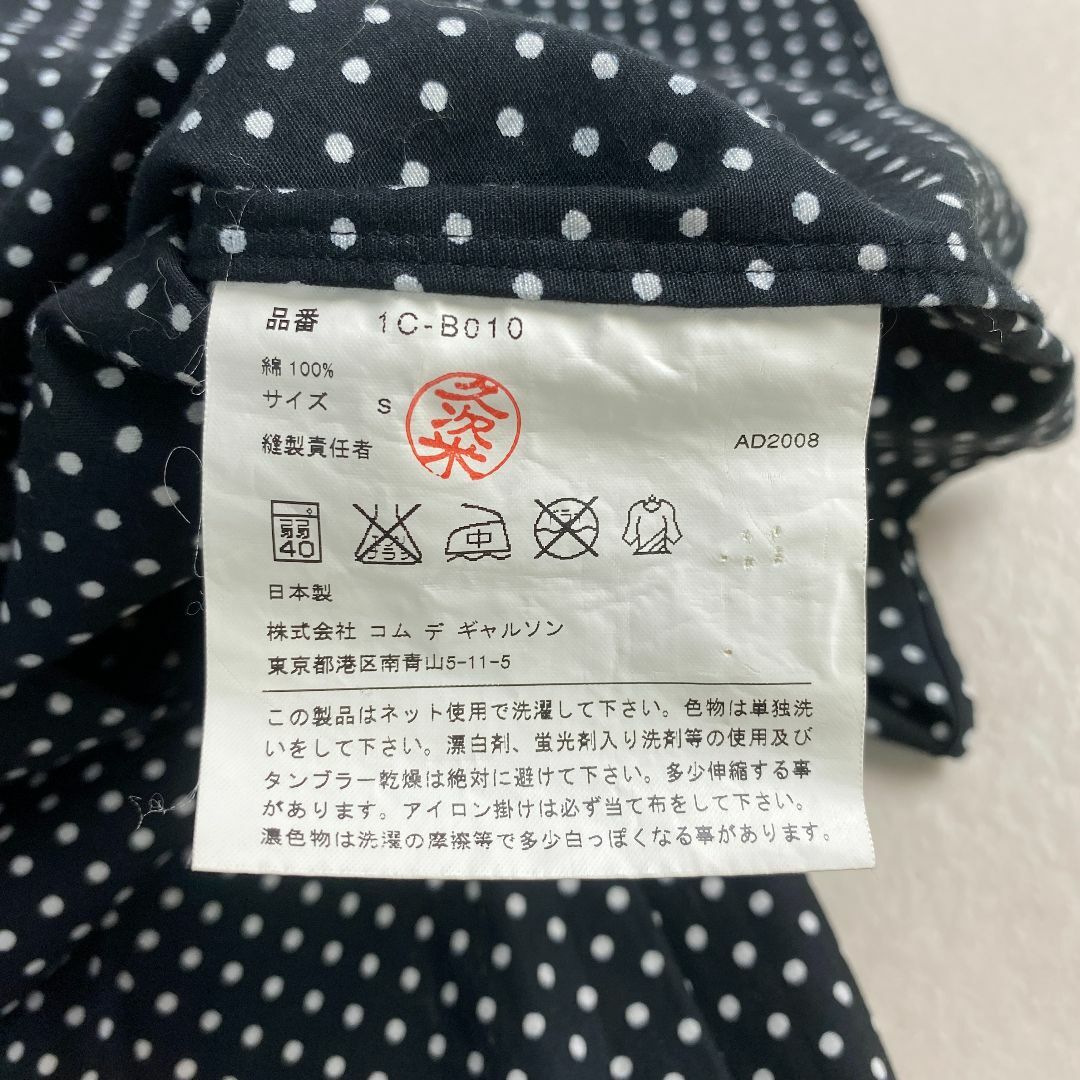 品番 1C-B010
綿 100%
サイズ S
縫製責任者
AD2008
弱
40
中
日本製
株式会社 コム デ ギャルソン
東京都港区南青山5-11-5
この製品はネット使用で洗濯して下さい。色物は単独洗
いをして下さい。漂白剤、蛍光剤入り洗剤等の使用及び
タンブラー乾燥は絶対に避けて下さい。多少伸縮する事
があります。アイロン掛けは必ず当て布をして下さい。
濃色物は洗濯の摩擦等で多少白っぽくなる事があります。